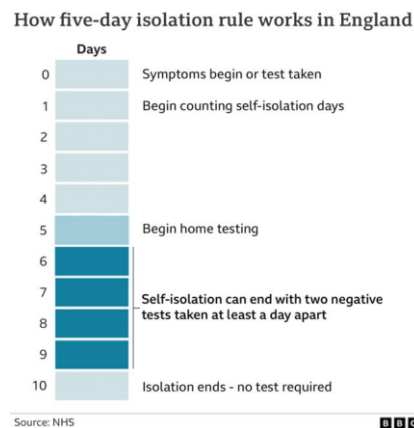 How five-day isolation rule works in England
Days
0 Symptoms begin or test taken
1 Begin counting self-isolation days
2
3
4
5 Begin home testing
6
7
8
9
Self-isolation can end with two negative
tests taken at least a day apart
10 Isolation ends - no test required
Source: NHS
BBC